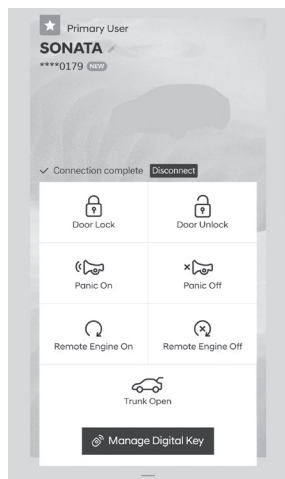 Primary User
SONATA
****0179 NEW
Connection complete Disconnect
Door Lock Door Unlock
Panic On Panic Off
Remote Engine On Remote Engine Off
Trunk Open
Manage Digital Key